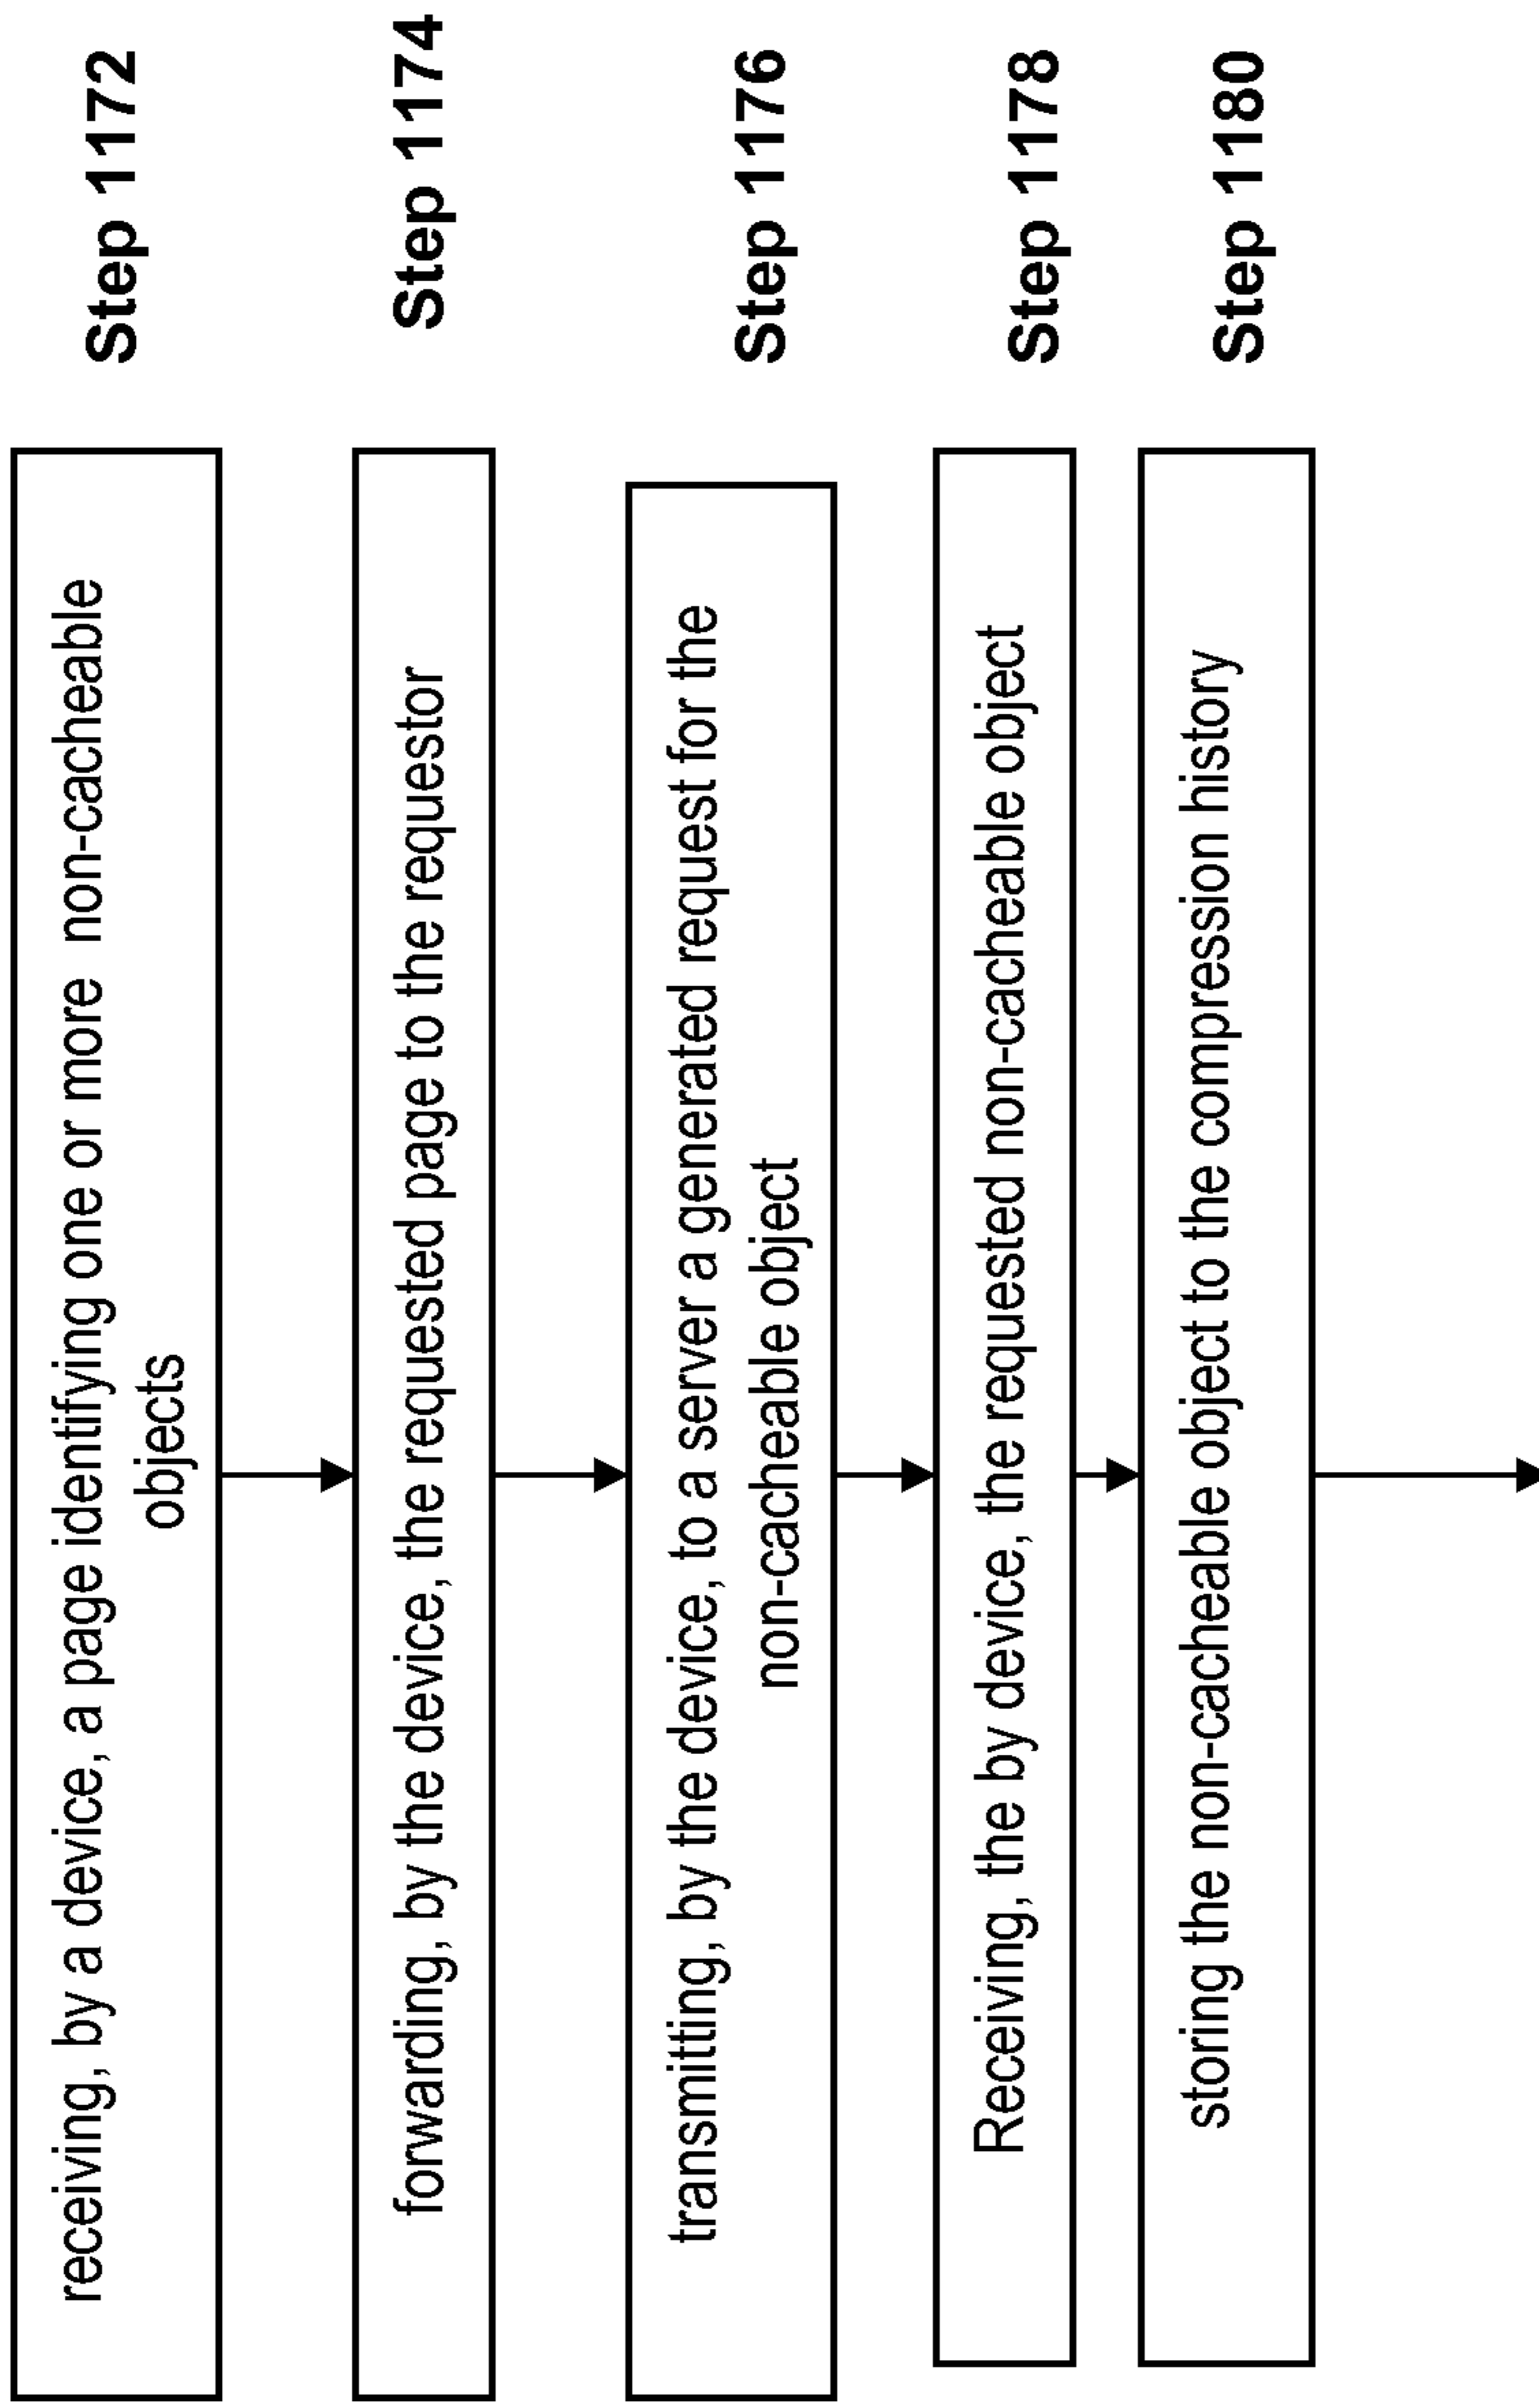 receiving, by a device, a page identifying one or more non-cacheable
objects
Step 1172
forwarding, by the device, the requested page to the requestor
Step 1174
transmitting, by the device, to a server a generated request for the
non-cacheable object
Step 1176
Receiving, the by device, the requested non-cacheable object
Step 1178
storing the non-cacheable object to the compression history
Step 1180